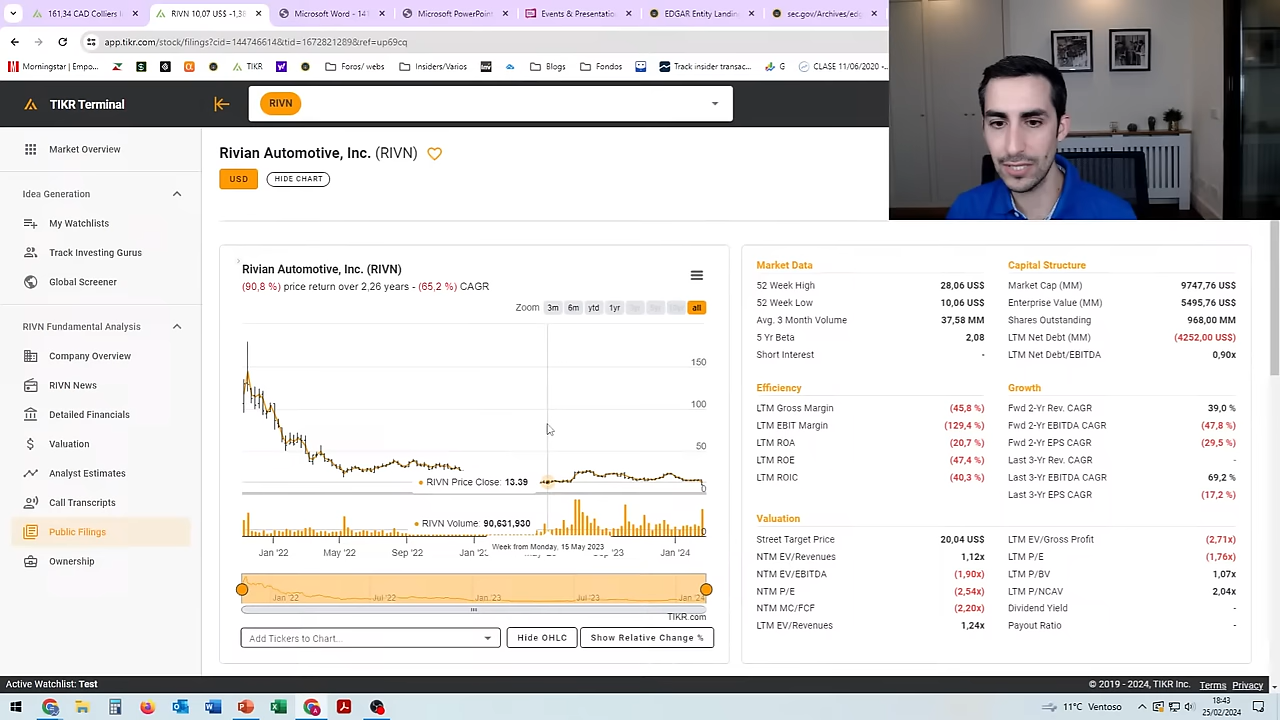 161,34 CAD Colliers I
RIVN 10,07 US$ -1,38
Microsoft Word - 141
Microsoft PowerPoint
Events & Presentation
EDGAR Entity Landin
sec.gov/Archives/edg
app.tikr.com/stock/filings?cid=144746614&tid=1672821289&ref=up69cq
Morningstar | Empo...
TIKR
Foros/webs
Insiders/Varios
Blogs
Fondos
Track insider transac...
G
CLASE 11/06/2020 -...
TIKR Terminal
RIVN
Market Overview
Idea Generation
My Watchlists
Track Investing Gurus
Global Screener
RIVN Fundamental Analysis
Company Overview
RIVN News
Detailed Financials
Valuation
Analyst Estimates
Call Transcripts
Public Filings
Ownership
Rivian Automotive, Inc. (RIVN)
USD
HIDE CHART
Rivian Automotive, Inc. (RIVN)
(90,8 %) price return over 2,26 years - (65,2 %) CAGR
Zoom 3m 6m ytd 1yr all
150
100
50
0
RIVN Price Close: 13.39
RIVN Volume: 90,631,930
0
Week from Monday, 15 May 2023
Jan '22 May '22 Sep '22 Jan '24
Jan '22 Jul '22 Jan '23 Jul '23 Jan '24
TIKR.com
Add Tickers to Chart...
Hide OHLC
Show Relative Change %
Market Data
52 Week High 28,06 US$
52 Week Low 10,06 US$
Avg. 3 Month Volume 37,58 MM
5 Yr Beta 2,08
Short Interest -
Efficiency
LTM Gross Margin (45,8 %)
LTM EBIT Margin (129,4 %)
LTM ROA (20,7 %)
LTM ROE (47,4 %)
LTM ROIC (40,3 %)
Valuation
Street Target Price 20,04 US$
NTM EV/Revenues 1,12x
NTM EV/EBITDA (1,90x)
NTM P/E (2,54x)
NTM MC/FCF (2,20x)
LTM EV/Revenues 1,24x
Capital Structure
Market Cap (MM) 9747,76 US$
Enterprise Value (MM) 5495,76 US$
Shares Outstanding 968,00 MM
LTM Net Debt (MM) (4252,00 US$)
LTM Net Debt/EBITDA 0,90x
Growth
Fwd 2-Yr Rev. CAGR 39,0 %
Fwd 2-Yr EBITDA CAGR (47,8 %)
Fwd 2-Yr EPS CAGR (29,5 %)
Last 3-Yr Rev. CAGR -
Last 3-Yr EBITDA CAGR 69,2 %
Last 3-Yr EPS CAGR (17,2 %)
LTM EV/Gross Profit (2,71x)
LTM P/E (1,76x)
LTM P/BV 1,07x
LTM P/NCAV 2,04x
Dividend Yield -
Payout Ratio -
Active Watchlist: Test
© 2019 - 2024, TIKR Inc. Terms Privacy
11°C Ventoso
18:43
25/02/2024